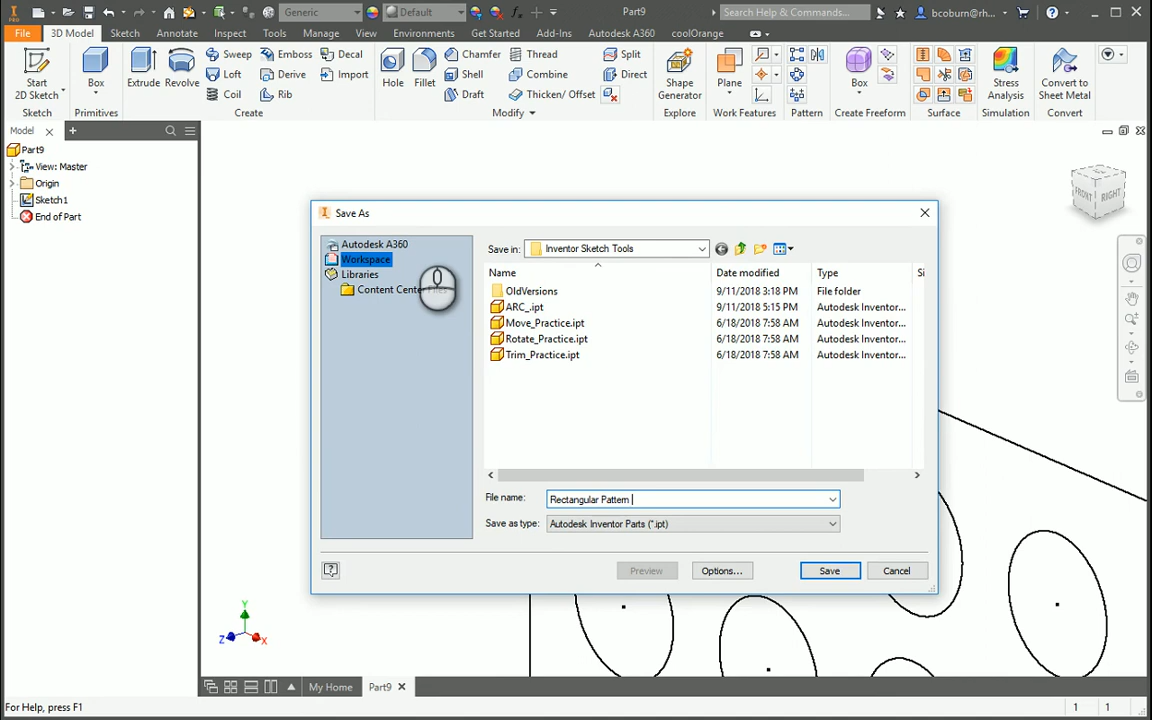 PRO Generic Default Part9 Search Help & Commands... bcoburn@rh...
File 3D Model Sketch Annotate Inspect Tools Manage View Environments Get Started Add-Ins Autodesk A360 coolOrange
Sweep Emboss Decal Chamfer Thread Split
Loft Derive Import Shell Combine Direct
Start Box Extrude Revolve Hole Fillet Shape Plane Box Stress Convert to
2D Sketch Coil Rib Draft Thicken/ Offset Generator Analysis Sheet Metal
Sketch Primitives Create Modify Explore Work Features Pattern Create Freeform Surface Simulation Convert
Model
Part9
View: Master
Origin
Sketch1
End of Part
FRONT RIGHT
Save As
Autodesk A360
Workspace
Libraries
Content Center Files
Save in: Inventor Sketch Tools
Name Date modified Type Si
OldVersions 9/11/2018 3:18 PM File folder
ARC_.ipt 9/11/2018 5:15 PM Autodesk Inventor...
Move_Practice.ipt 6/18/2018 7:58 AM Autodesk Inventor...
Rotate_Practice.ipt 6/18/2018 7:58 AM Autodesk Inventor...
Trim_Practice.ipt 6/18/2018 7:58 AM Autodesk Inventor...
File name: Rectangular Pattern
Save as type: Autodesk Inventor Parts (*.ipt)
Preview Options... Save Cancel
Y
Z X
My Home Part9
For Help, press F1 1 1